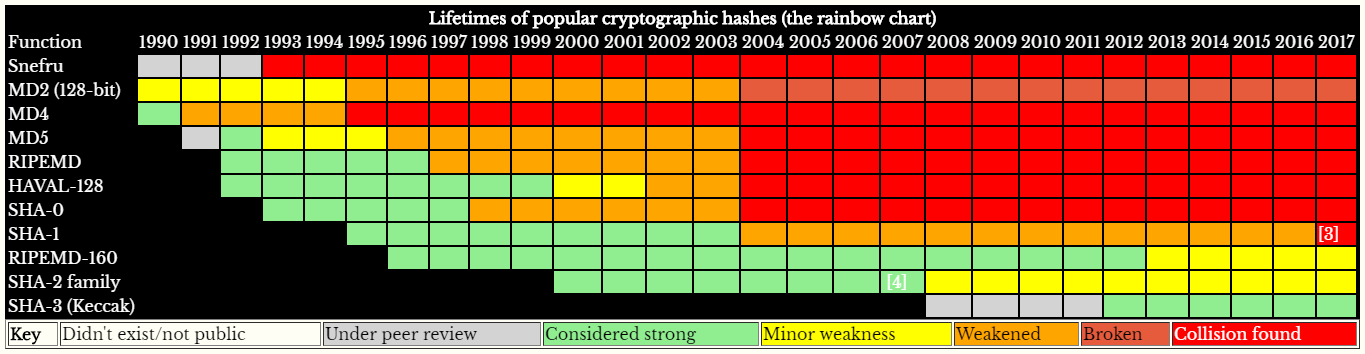 Lifetimes of popular cryptographic hashes (the rainbow chart)
Function 1990 1991 1992 1993 1994 1995 1996 1997 1998 1999 2000 2001 2002 2003 2004 2005 2006 2007 2008 2009 2010 2011 2012 2013 2014 2015 2016 2017
Snefru
MD2 (128-bit)
MD4
MD5
RIPEMD
HAVAL-128
SHA-0
SHA-1 [3]
RIPEMD-160
SHA-2 family [4]
SHA-3 (Keccak)
Key Didn't exist/not public Under peer review Considered strong Minor weakness Weakened Broken Collision found